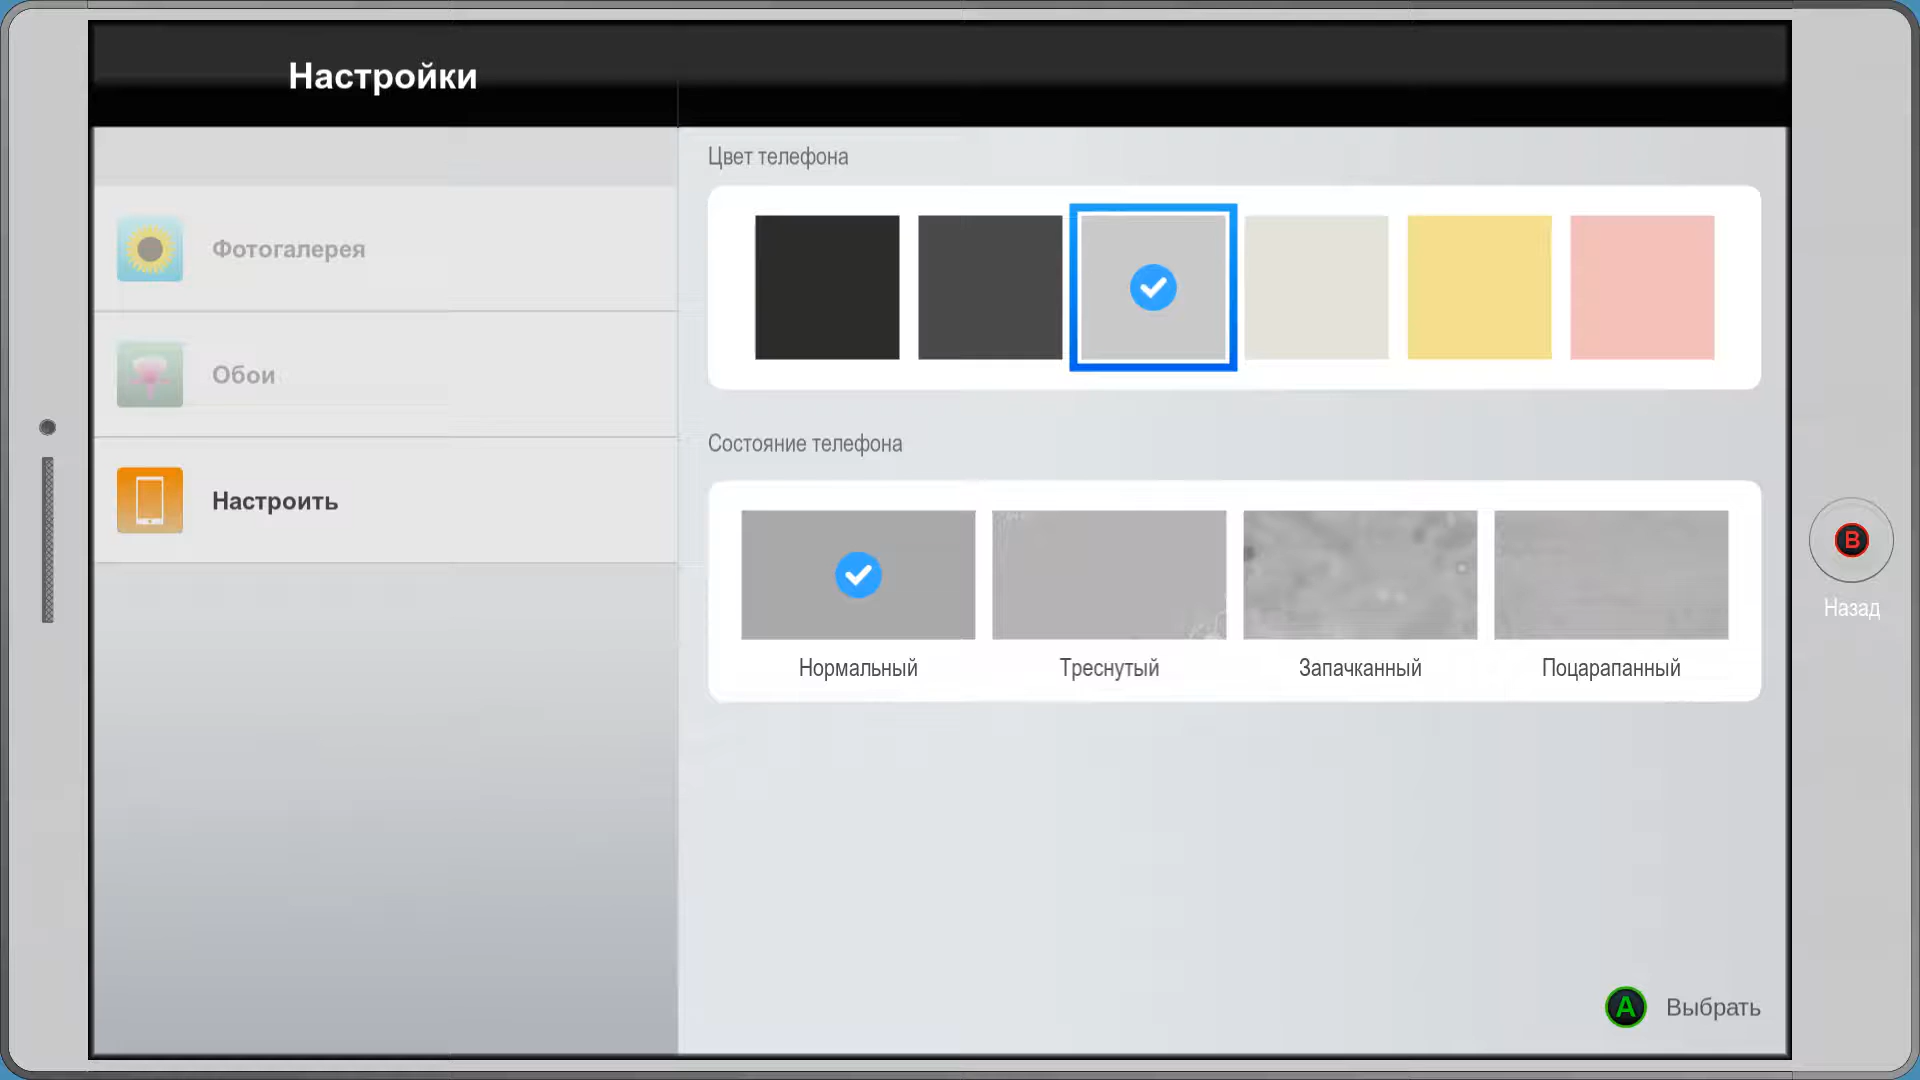 Настройки
Фотогалерея
Обои
Настроить
Цвет телефона
Состояние телефона
Нормальный
Треснутый
Запачканный
Поцарапанный
B
Назад
A
Выбрать